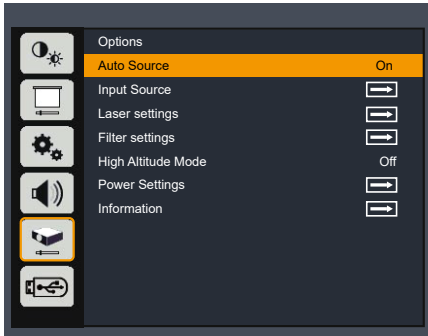 Options
Auto Source On
Input Source
Laser settings
Filter settings
High Altitude Mode Off
Power Settings
Information